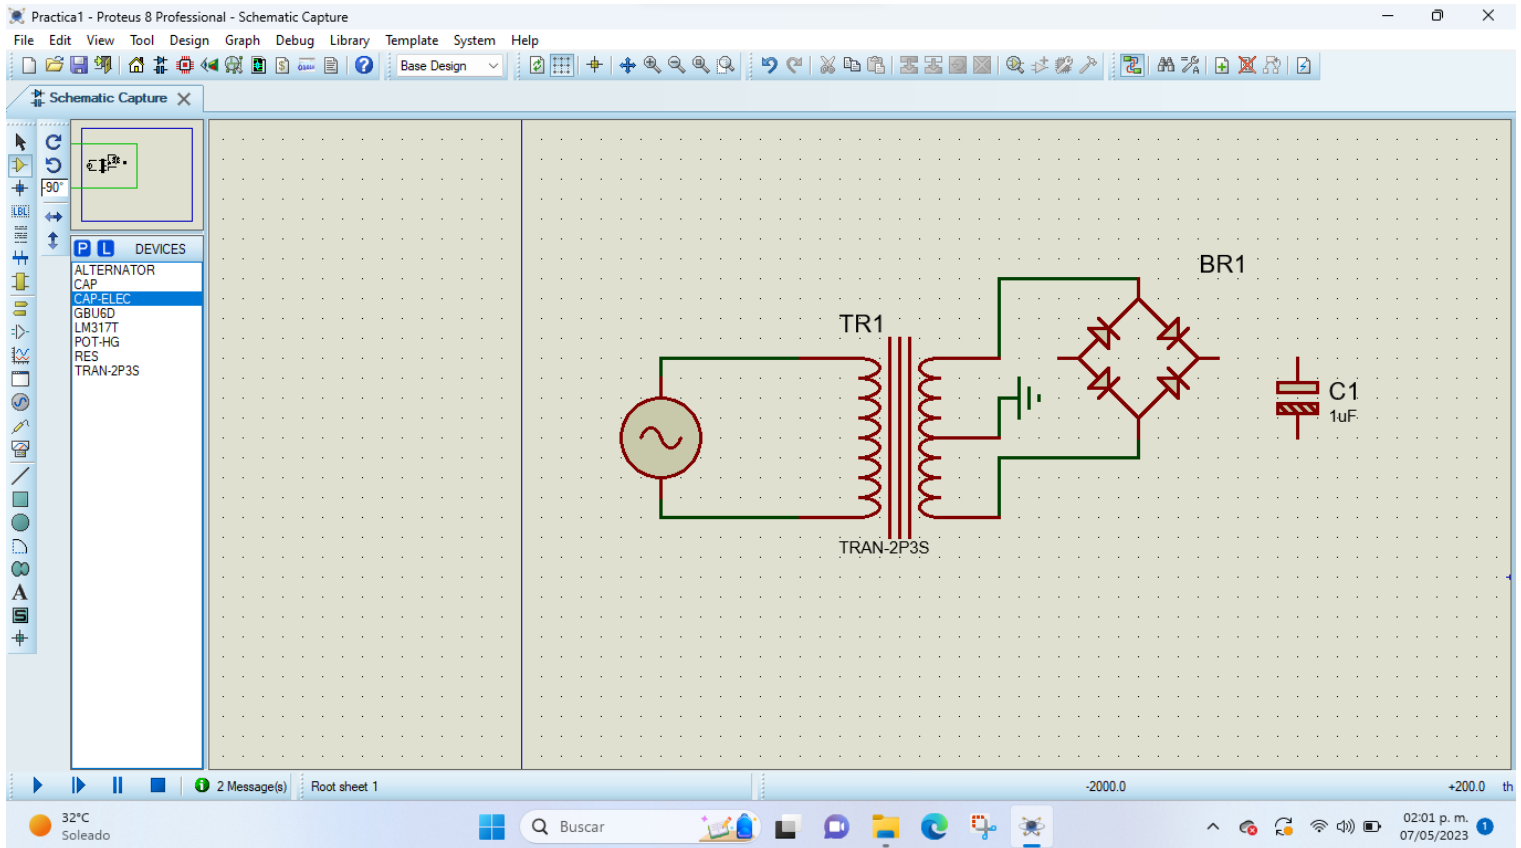 Practica1 - Proteus 8 Professional - Schematic Capture
File Edit View Tool Design Graph Debug Library Template System Help
Base Design
Schematic Capture
-90°
LBL
P L DEVICES
ALTERNATOR
CAP
CAP-ELEC
GBU6D
LM317T
POT-HG
RES
TRAN-2P3S
BR1
TR1
C1
1uF
TRAN-2P3S
A
S
2 Message(s) Root sheet 1 -2000.0 +200.0 th
32°C
Soleado
Buscar
02:01 p. m.
07/05/2023
1